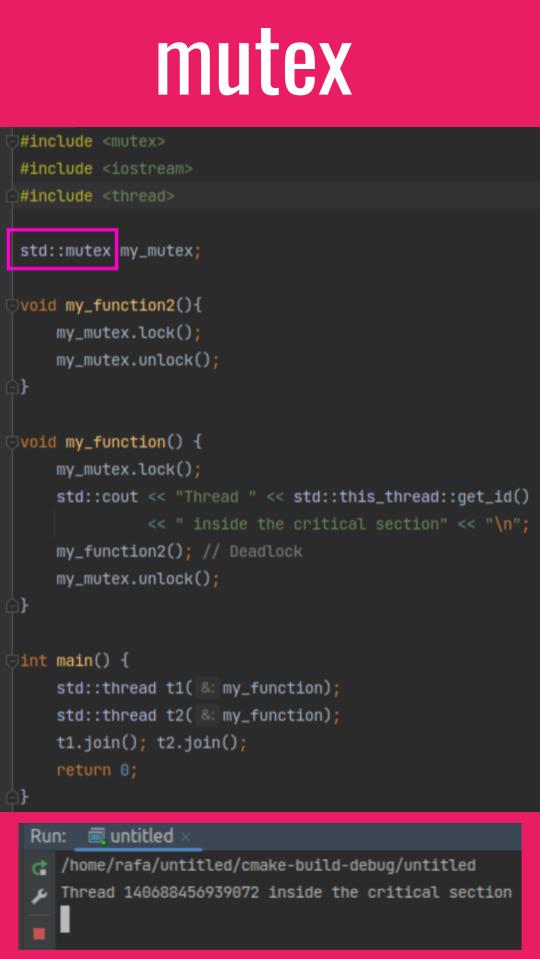 mutex
#include <mutex>
#include <iostream>
#include <thread>
std::mutex my_mutex;
void my_function2(){
my_mutex.lock();
my_mutex.unlock();
}
void my_function() {
my_mutex.lock();
std::cout << "Thread " << std::this_thread::get_id()
<< " inside the critical section" << "\n";
my_function2(); // Deadlock
my_mutex.unlock();
}
int main() {
std::thread t1( &: my_function);
std::thread t2( &: my_function);
t1.join(); t2.join();
return 0;
}
Run: untitled ×
/home/rafa/untitled/cmake-build-debug/untitled
Thread 140688456939072 inside the critical section